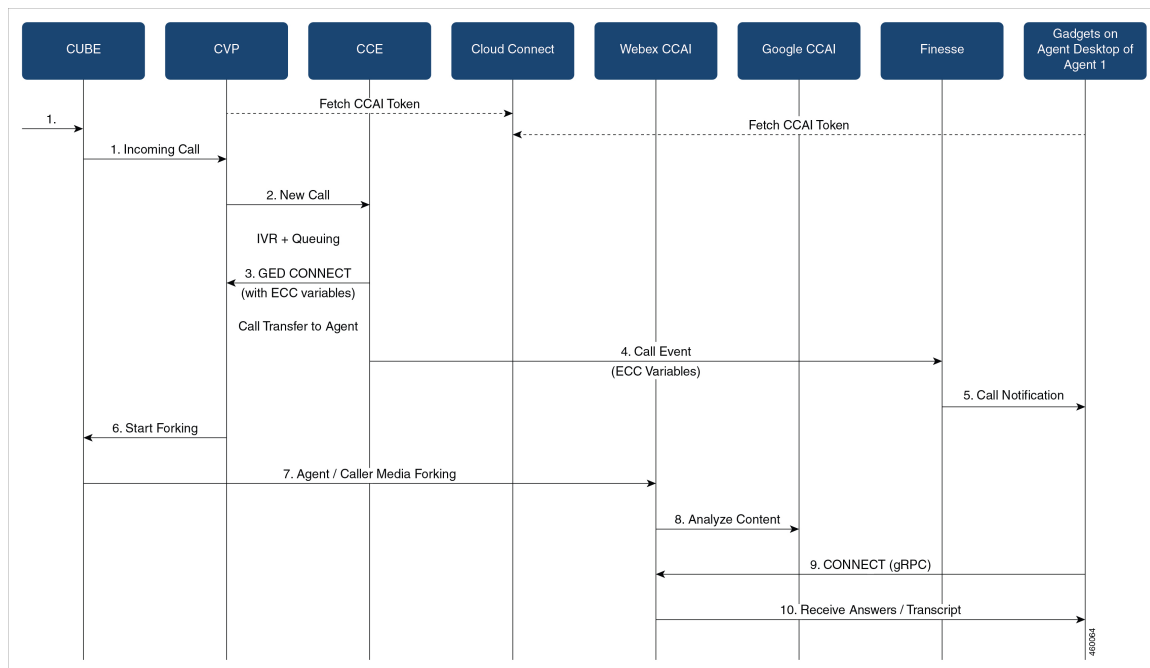 CUBE
CVP
CCE
Cloud Connect
Webex CCAI
Google CCAI
Finesse
Gadgets on
Agent Desktop of
Agent 1
Fetch CCAI Token
1.
Fetch CCAI Token
1. Incoming Call
2. New Call
IVR + Queuing
3. GED CONNECT
(with ECC variables)
Call Transfer to Agent
4. Call Event
(ECC Variables)
5. Call Notification
6. Start Forking
7. Agent / Caller Media Forking
8. Analyze Content
9. CONNECT (gRPC)
10. Receive Answers / Transcript
460064